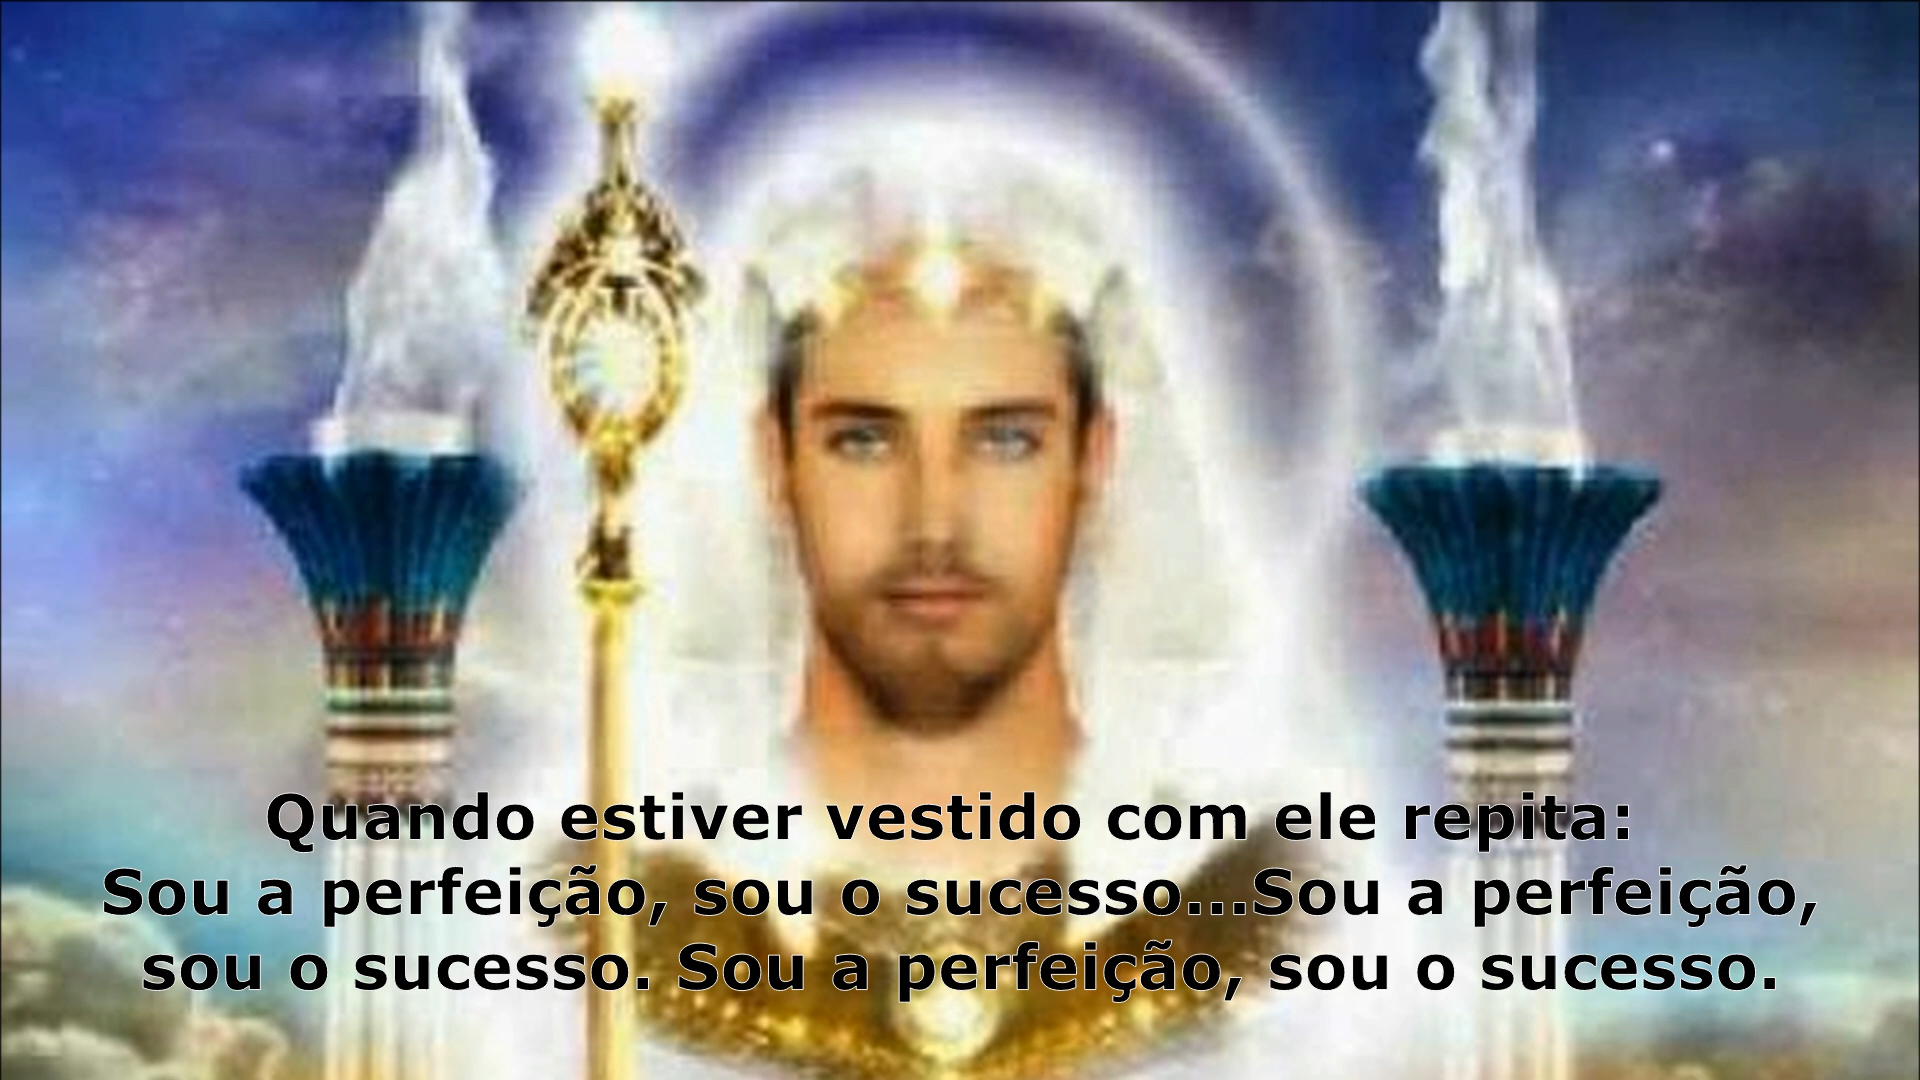 Quando estiver vestido com ele repita:
Sou a perfeição, sou o sucesso...Sou a perfeição,
sou o sucesso. Sou a perfeição, sou o sucesso.